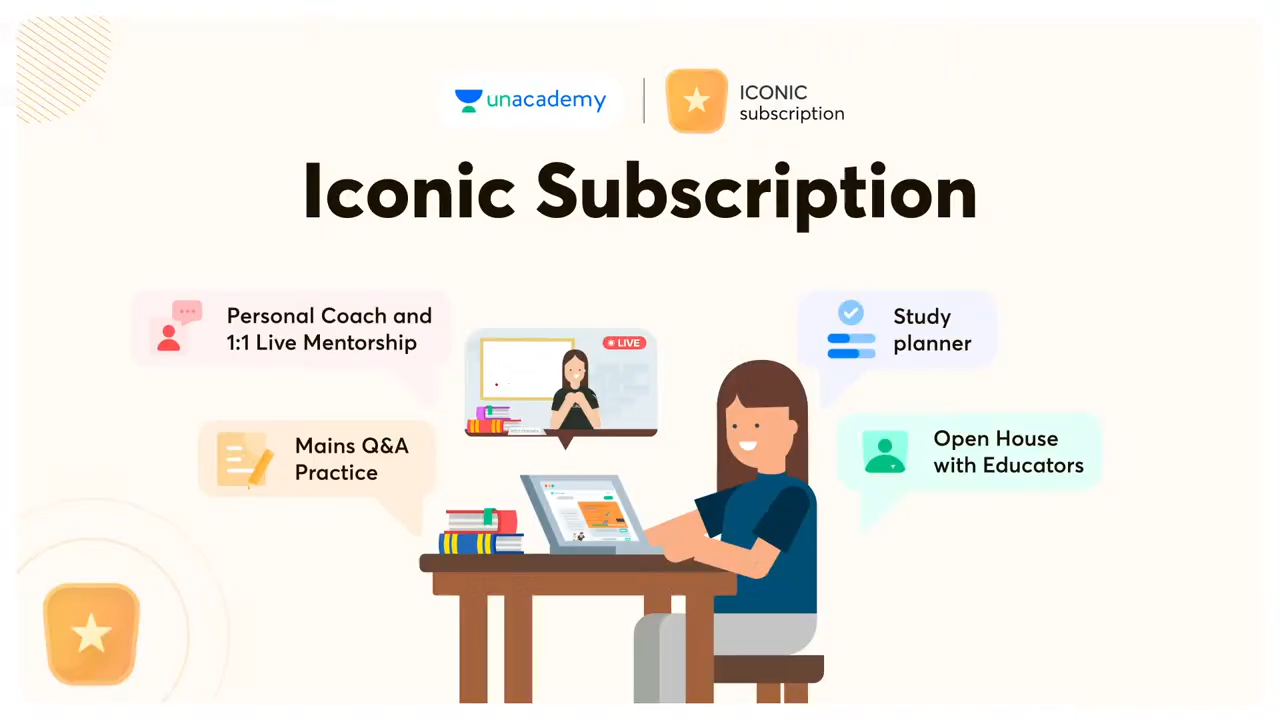 unacademy
ICONIC
subscription
Iconic Subscription
Personal Coach and
1:1 Live Mentorship
LIVE
Study
planner
Mains Q&A
Practice
Open House
with Educators